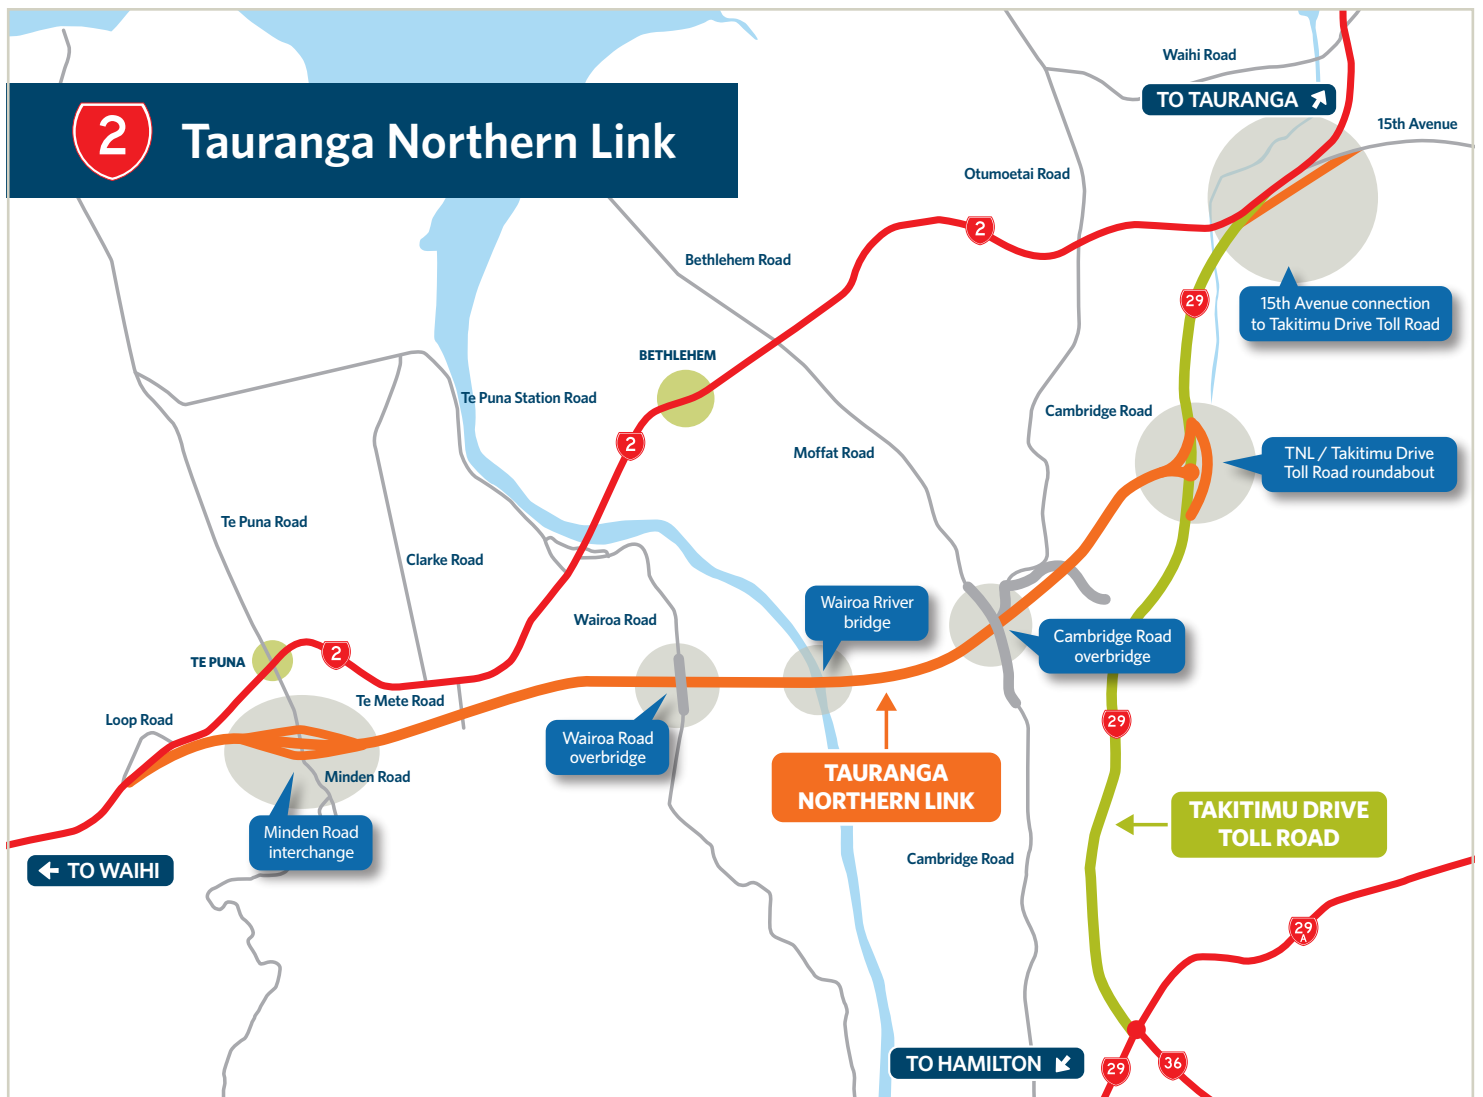 2
Tauranga Northern Link
Waihi Road
TO TAURANGA
15th Avenue
Otumoetai Road
2
Bethlehem Road
29
15th Avenue connection
to Takitimu Drive Toll Road
BETHLEHEM
Te Puna Station Road
Cambridge Road
2
Moffat Road
TNL / Takitimu Drive
Toll Road roundabout
Te Puna Road
Clarke Road
Wairoa Road
Wairoa Rriver
bridge
Cambridge Road
overbridge
TE PUNA
2
Te Mete Road
Loop Road
Wairoa Road
overbridge
29
Minden Road
TAURANGA
NORTHERN LINK
TAKITIMU DRIVE
TOLL ROAD
Minden Road
interchange
Cambridge Road
TO WAIHI
29
A
TO HAMILTON
29
36